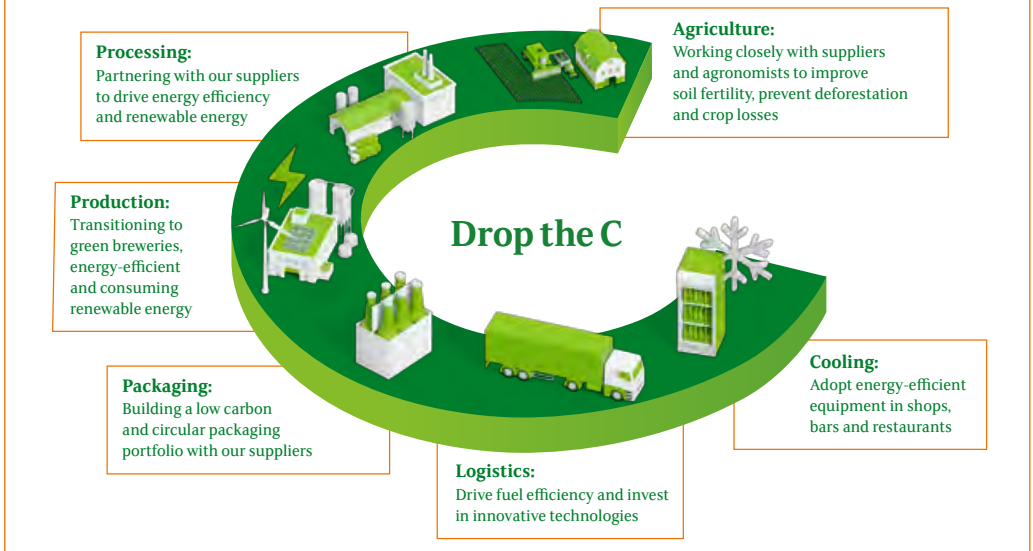 Agriculture:
Working closely with suppliers
and agronomists to improve
soil fertility, prevent deforestation
and crop losses
Processing:
Partnering with our suppliers
to drive energy efficiency
and renewable energy
Production:
Transitioning to
green breweries,
energy-efficient
and consuming
renewable energy
Drop the C
Packaging:
Building a low carbon
and circular packaging
portfolio with our suppliers
Logistics:
Drive fuel efficiency and invest
in innovative technologies
Cooling:
Adopt energy-efficient
equipment in shops,
bars and restaurants